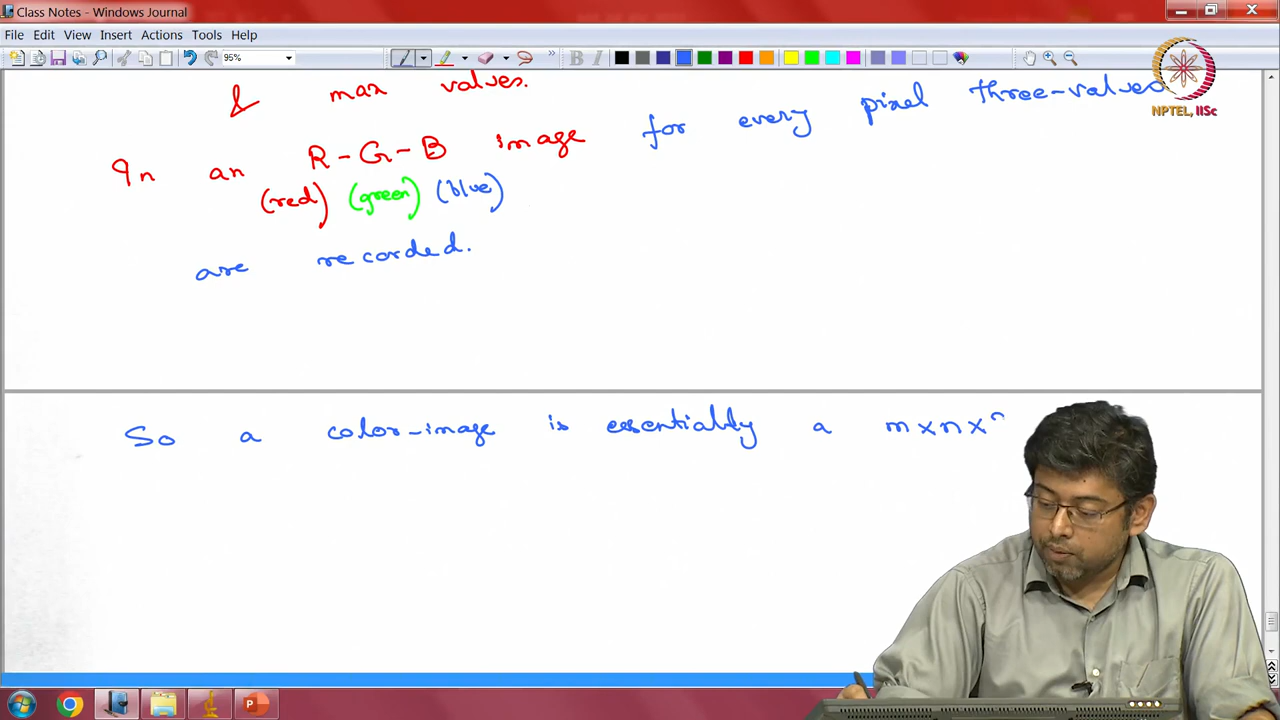 Class Notes - Windows Journal
File Edit View Insert Actions Tools Help
95%
NPTEL, IISc
& max values.
In an R-G-B image for every pixel three-values
(red) (green) (blue)
are recorded.
So a color-image is essentially a mxnx